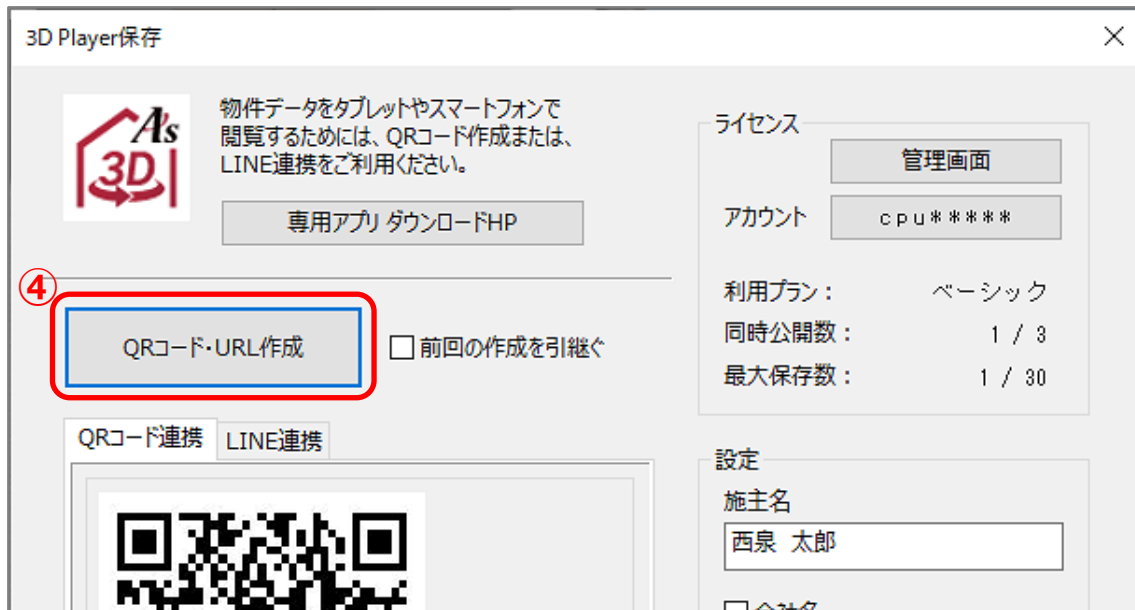 3D Player保存
A's
3D
物件データをタブレットやスマートフォンで
閲覧するためには、QRコード作成または、
LINE連携をご利用ください。
専用アプリ ダウンロードHP
④
QRコード・URL作成
前回の作成を引継ぐ
QRコード連携
LINE連携
ライセンス
管理画面
アカウント
cpu*****
利用プラン：
ベーシック
同時公開数：
1 / 3
最大保存数：
1 / 30
設定
施主名
西泉 太郎